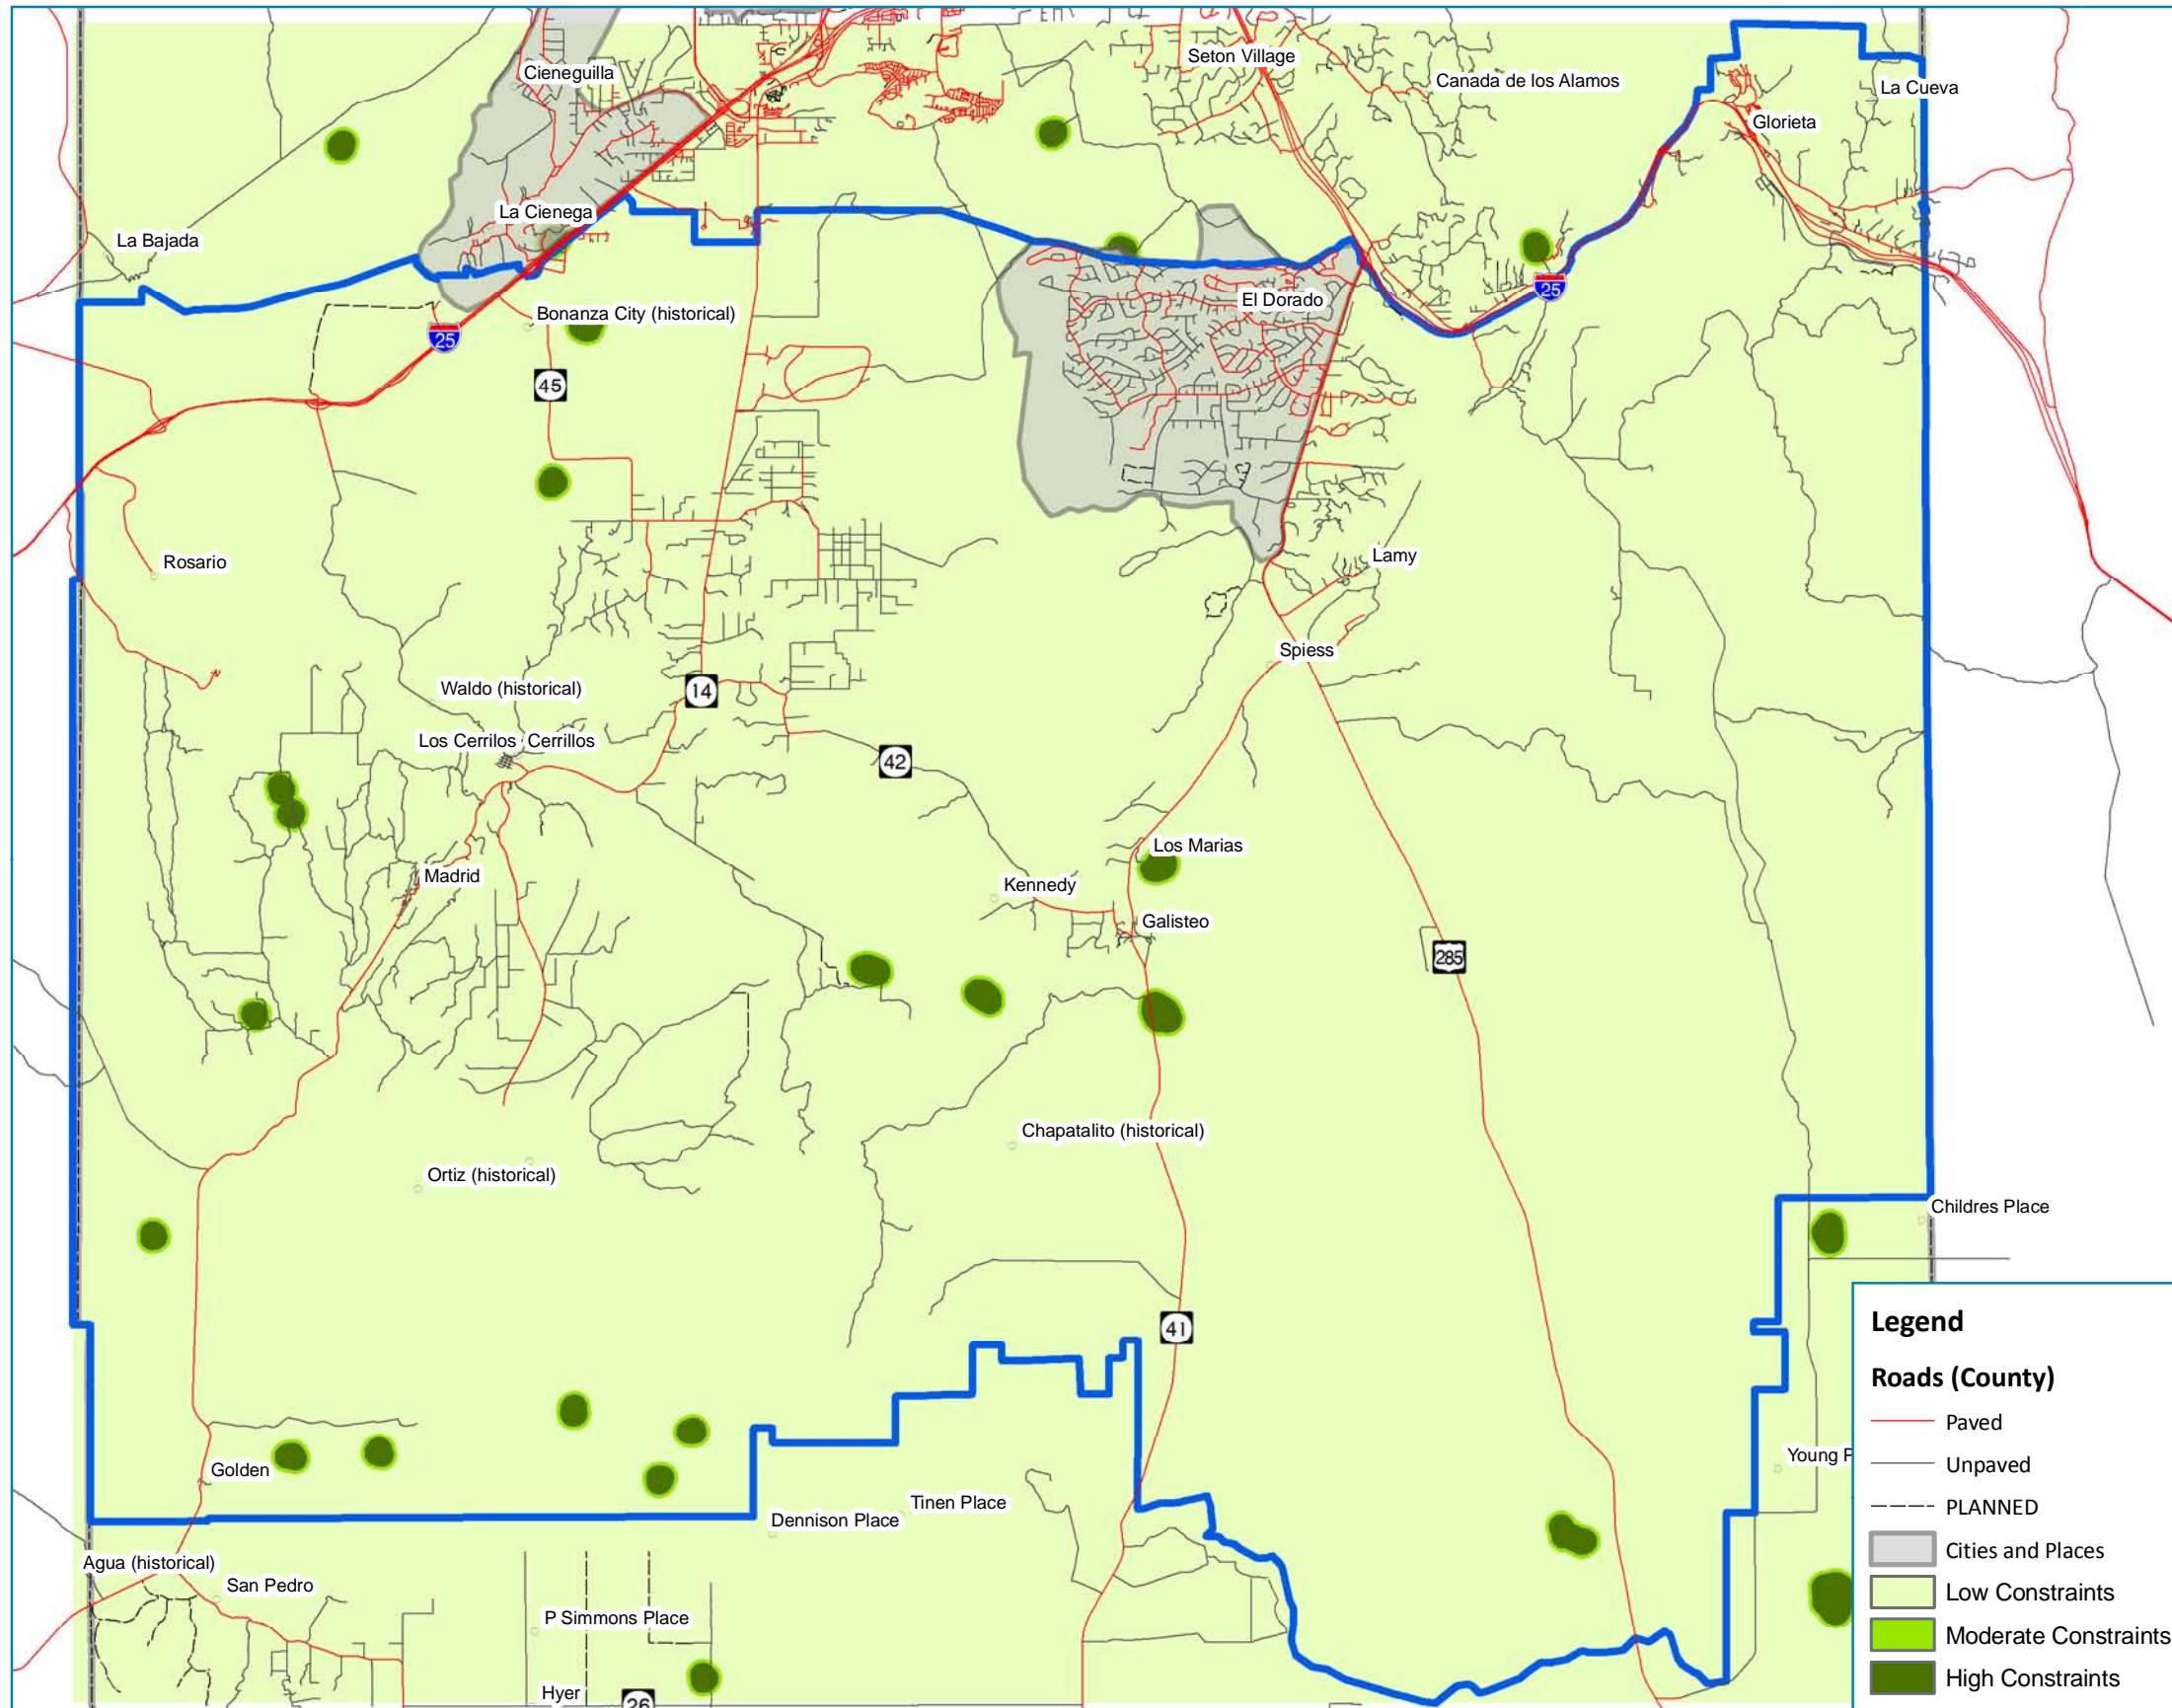 Seton Village
Cieneguilla
Canada de los Alamos
La Cueva
Glorieta
La Cienega
La Bajada
25
El Dorado
Bonanza City (historical)
25
45
Rosario
Lamy
Spiess
Waldo (historical)
14
Los Cerrilos
Cerrillos
42
Los Marias
Madrid
Kennedy
Galisteo
285
Chapatalito (historical)
Ortiz (historical)
Childres Place
41
Golden
Young P
Tinen Place
Dennison Place
Agua (historical)
San Pedro
P Simmons Place
Hyer
26
Legend
Roads (County)
Paved
Unpaved
PLANNED
Cities and Places
Low Constraints
Moderate Constraints
High Constraints